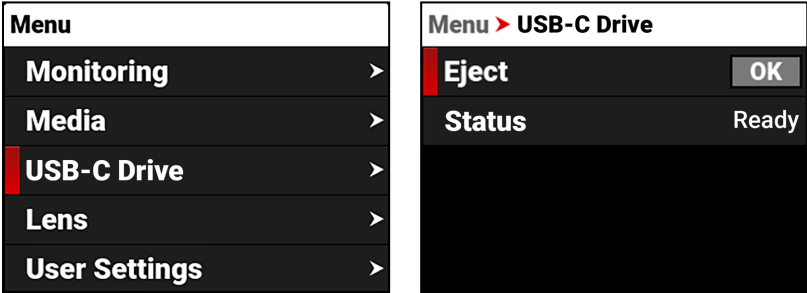 Menu
Monitoring
Media
USB-C Drive
Lens
User Settings
Menu > USB-C Drive
Eject OK
Status Ready